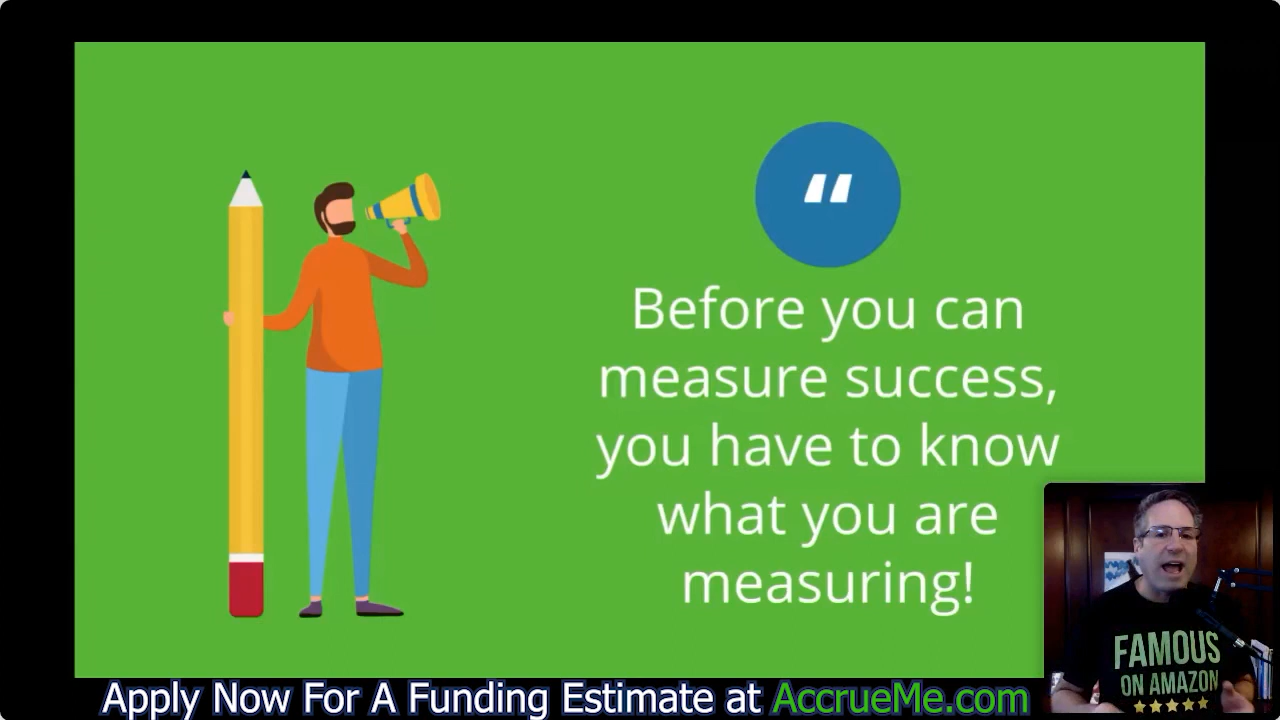 “
Before you can
measure success,
you have to know
what you are
measuring!
FAMOUS
ON AMAZON
Apply Now For A Funding Estimate at AccrueMe.com